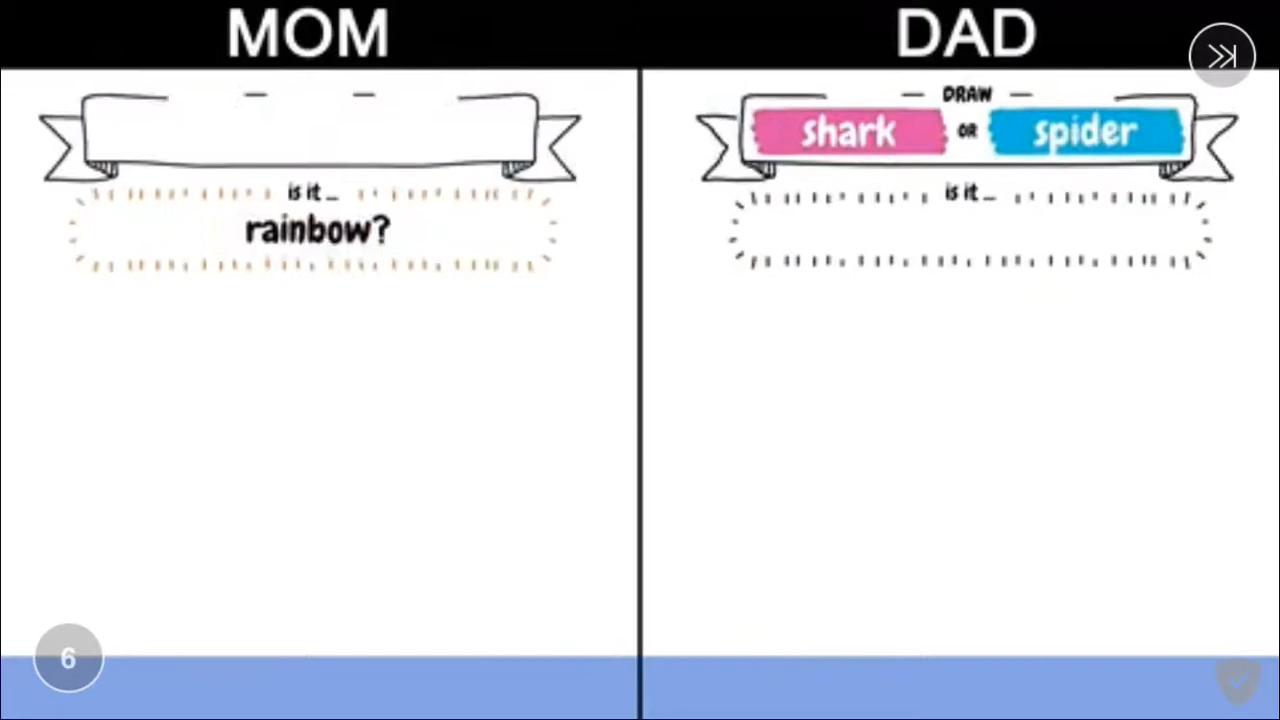 MOM
DAD
DRAW
shark OR spider
is it _
rainbow?
is it _
6